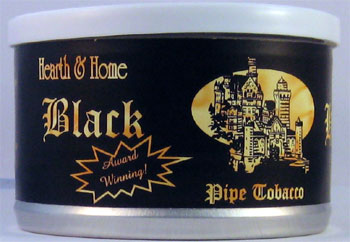 Hearth & Home
Black
Award
Winning!
Pipe Tobacco